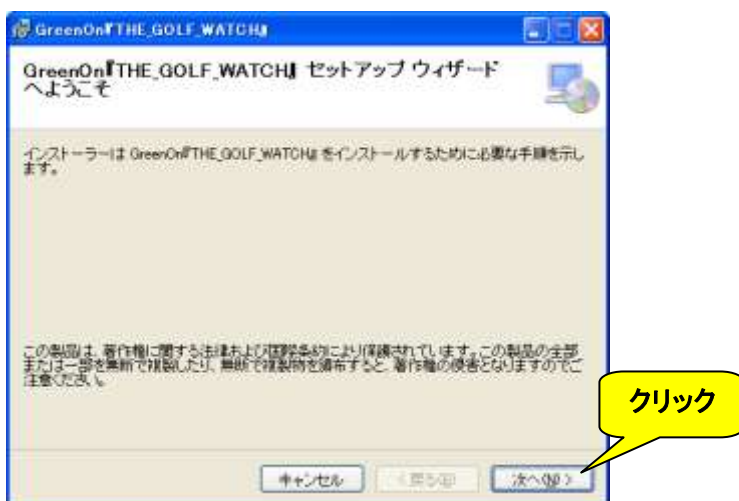 GreenOn『THE_GOLF_WATCH』
GreenOn『THE_GOLF_WATCH』 セットアップ ウィザード
へようこそ
インストーラーは GreenOn『THE_GOLF_WATCH』 をインストールするために必要な手順を示し
ます。
この製品は、著作権に関する法律および国際条約により保護されています。この製品の全部
または一部を無断で複製したり、無断で複製物を頒布すると、著作権の侵害となりますのでご
注意ください。
クリック
キャンセル
< 戻る(B)
次へ(N) >